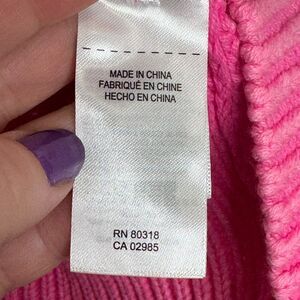 MADE IN CHINA
FABRIQUÉ EN CHINE
HECHO EN CHINA
RN 80318
CA 02985